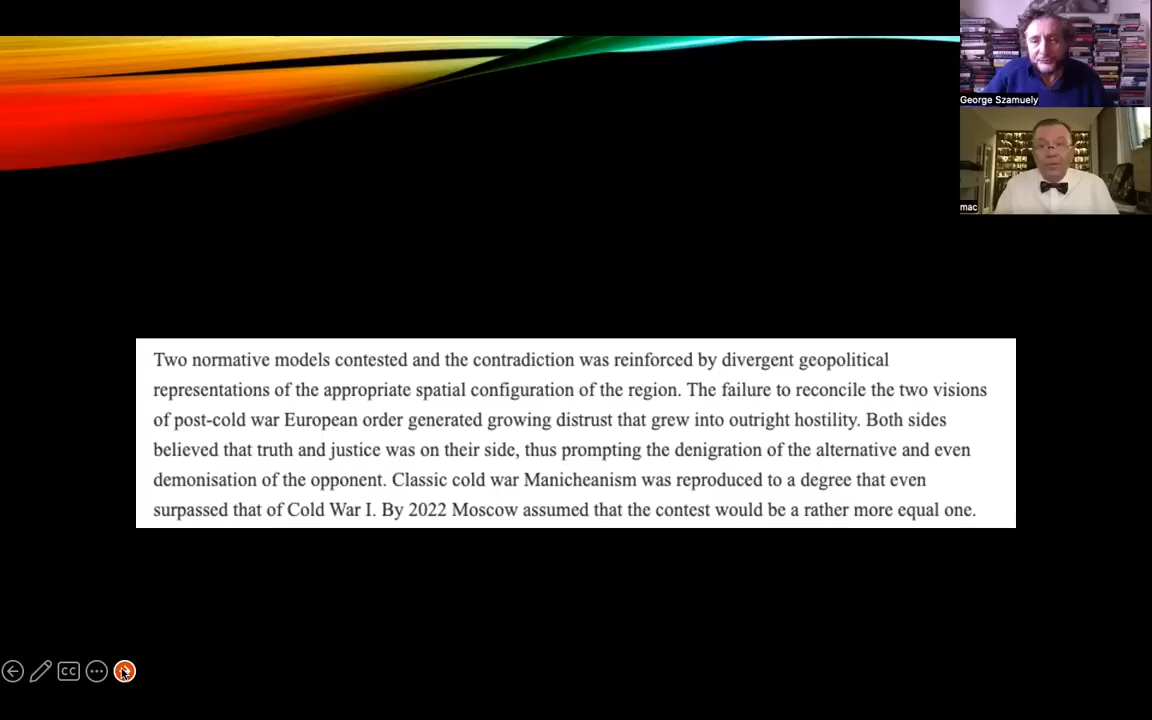 George Szamuely
mac
Two normative models contested and the contradiction was reinforced by divergent geopolitical
representations of the appropriate spatial configuration of the region. The failure to reconcile the two visions
of post-cold war European order generated growing distrust that grew into outright hostility. Both sides
believed that truth and justice was on their side, thus prompting the denigration of the alternative and even
demonisation of the opponent. Classic cold war Manicheanism was reproduced to a degree that even
surpassed that of Cold War I. By 2022 Moscow assumed that the contest would be a rather more equal one.
CC